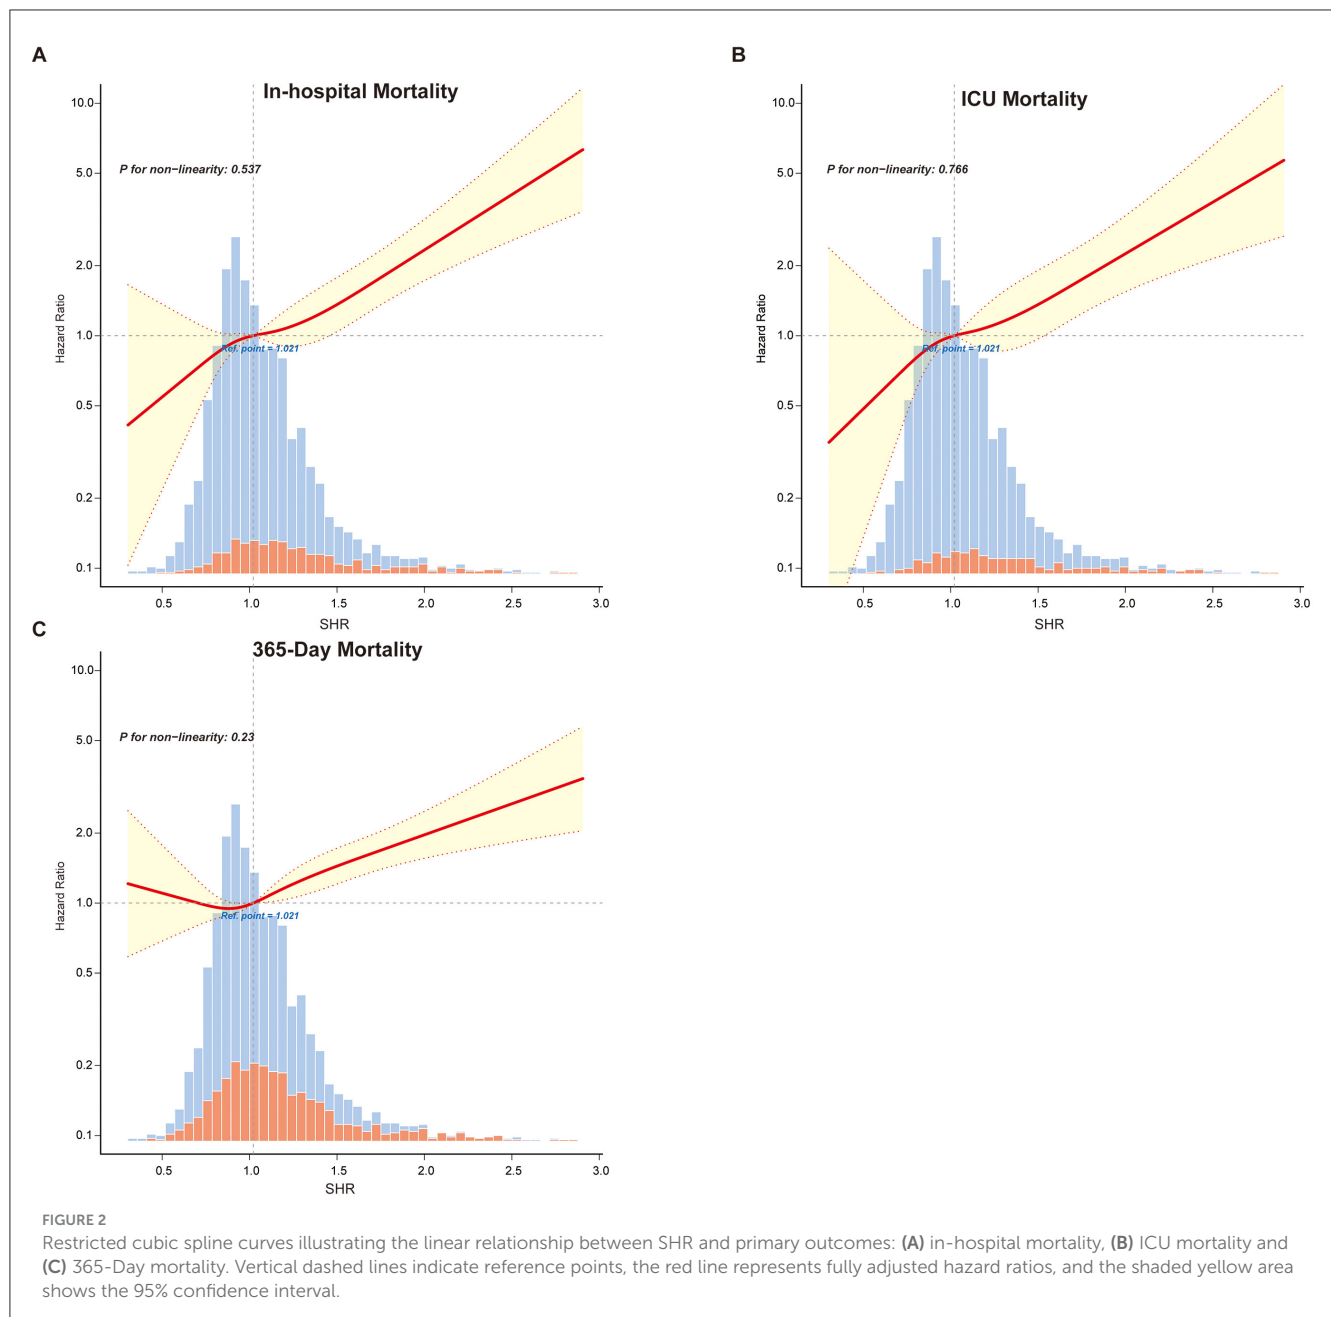 A
In-hospital Mortality
P for non-linearity: 0.537
10.0
5.0
2.0
1.0
0.5
0.2
0.1
Hazard Ratio
Ref. point = 1.021
0.5 1.0 1.5 2.0 2.5 3.0
SHR
B
ICU Mortality
P for non-linearity: 0.766
10.0
5.0
2.0
1.0
0.5
0.2
0.1
Hazard Ratio
Ref. point = 1.021
0.5 1.0 1.5 2.0 2.5 3.0
SHR
C
365-Day Mortality
P for non-linearity: 0.23
10.0
5.0
2.0
1.0
0.5
0.2
0.1
Hazard Ratio
Ref. point = 1.021
0.5 1.0 1.5 2.0 2.5 3.0
SHR
FIGURE 2
Restricted cubic spline curves illustrating the linear relationship between SHR and primary outcomes: (A) in-hospital mortality, (B) ICU mortality and
(C) 365-Day mortality. Vertical dashed lines indicate reference points, the red line represents fully adjusted hazard ratios, and the shaded yellow area
shows the 95% confidence interval.